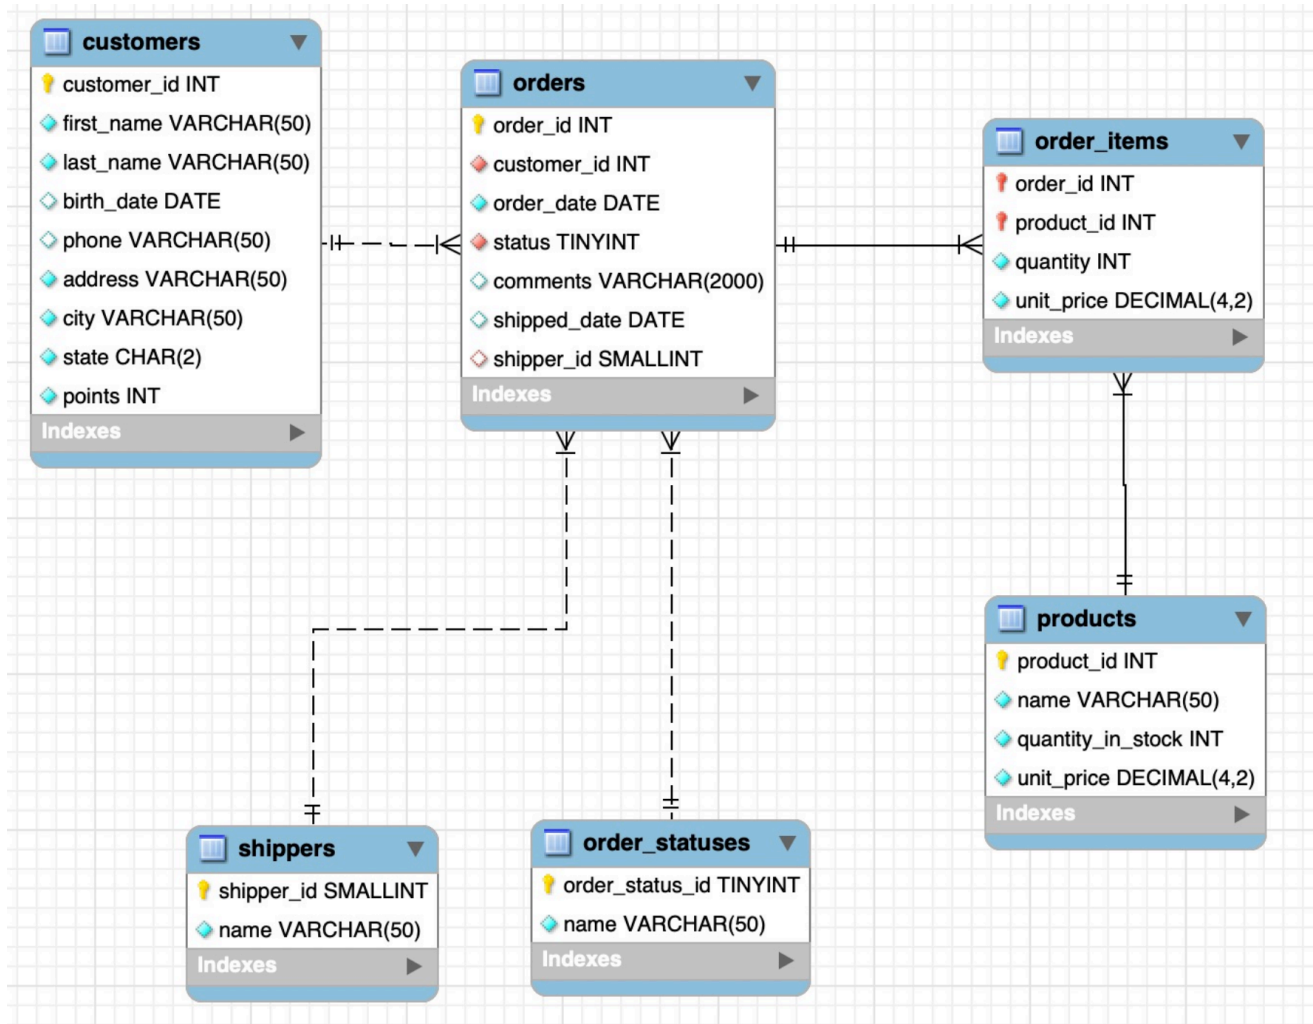 customers
customer_id INT
first_name VARCHAR(50)
last_name VARCHAR(50)
birth_date DATE
phone VARCHAR(50)
address VARCHAR(50)
city VARCHAR(50)
state CHAR(2)
points INT
Indexes
orders
order_id INT
customer_id INT
order_date DATE
status TINYINT
comments VARCHAR(2000)
shipped_date DATE
shipper_id SMALLINT
Indexes
order_items
order_id INT
product_id INT
quantity INT
unit_price DECIMAL(4,2)
Indexes
products
product_id INT
name VARCHAR(50)
quantity_in_stock INT
unit_price DECIMAL(4,2)
Indexes
shippers
shipper_id SMALLINT
name VARCHAR(50)
Indexes
order_statuses
order_status_id TINYINT
name VARCHAR(50)
Indexes